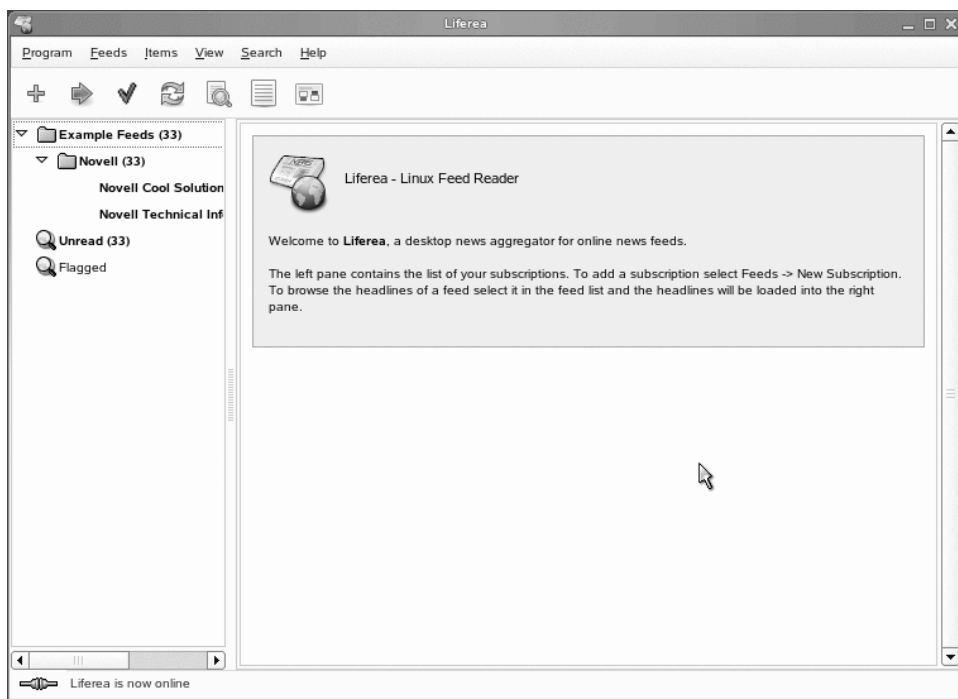 Liferea
Program Feeds Items View Search Help
Example Feeds (33)
Novell (33)
Novell Cool Solution
Novell Technical Inf
Unread (33)
Flagged
NEWS
Liferea - Linux Feed Reader
Welcome to Liferea, a desktop news aggregator for online news feeds.
The left pane contains the list of your subscriptions. To add a subscription select Feeds -> New Subscription.
To browse the headlines of a feed select it in the feed list and the headlines will be loaded into the right
pane.
Liferea is now online